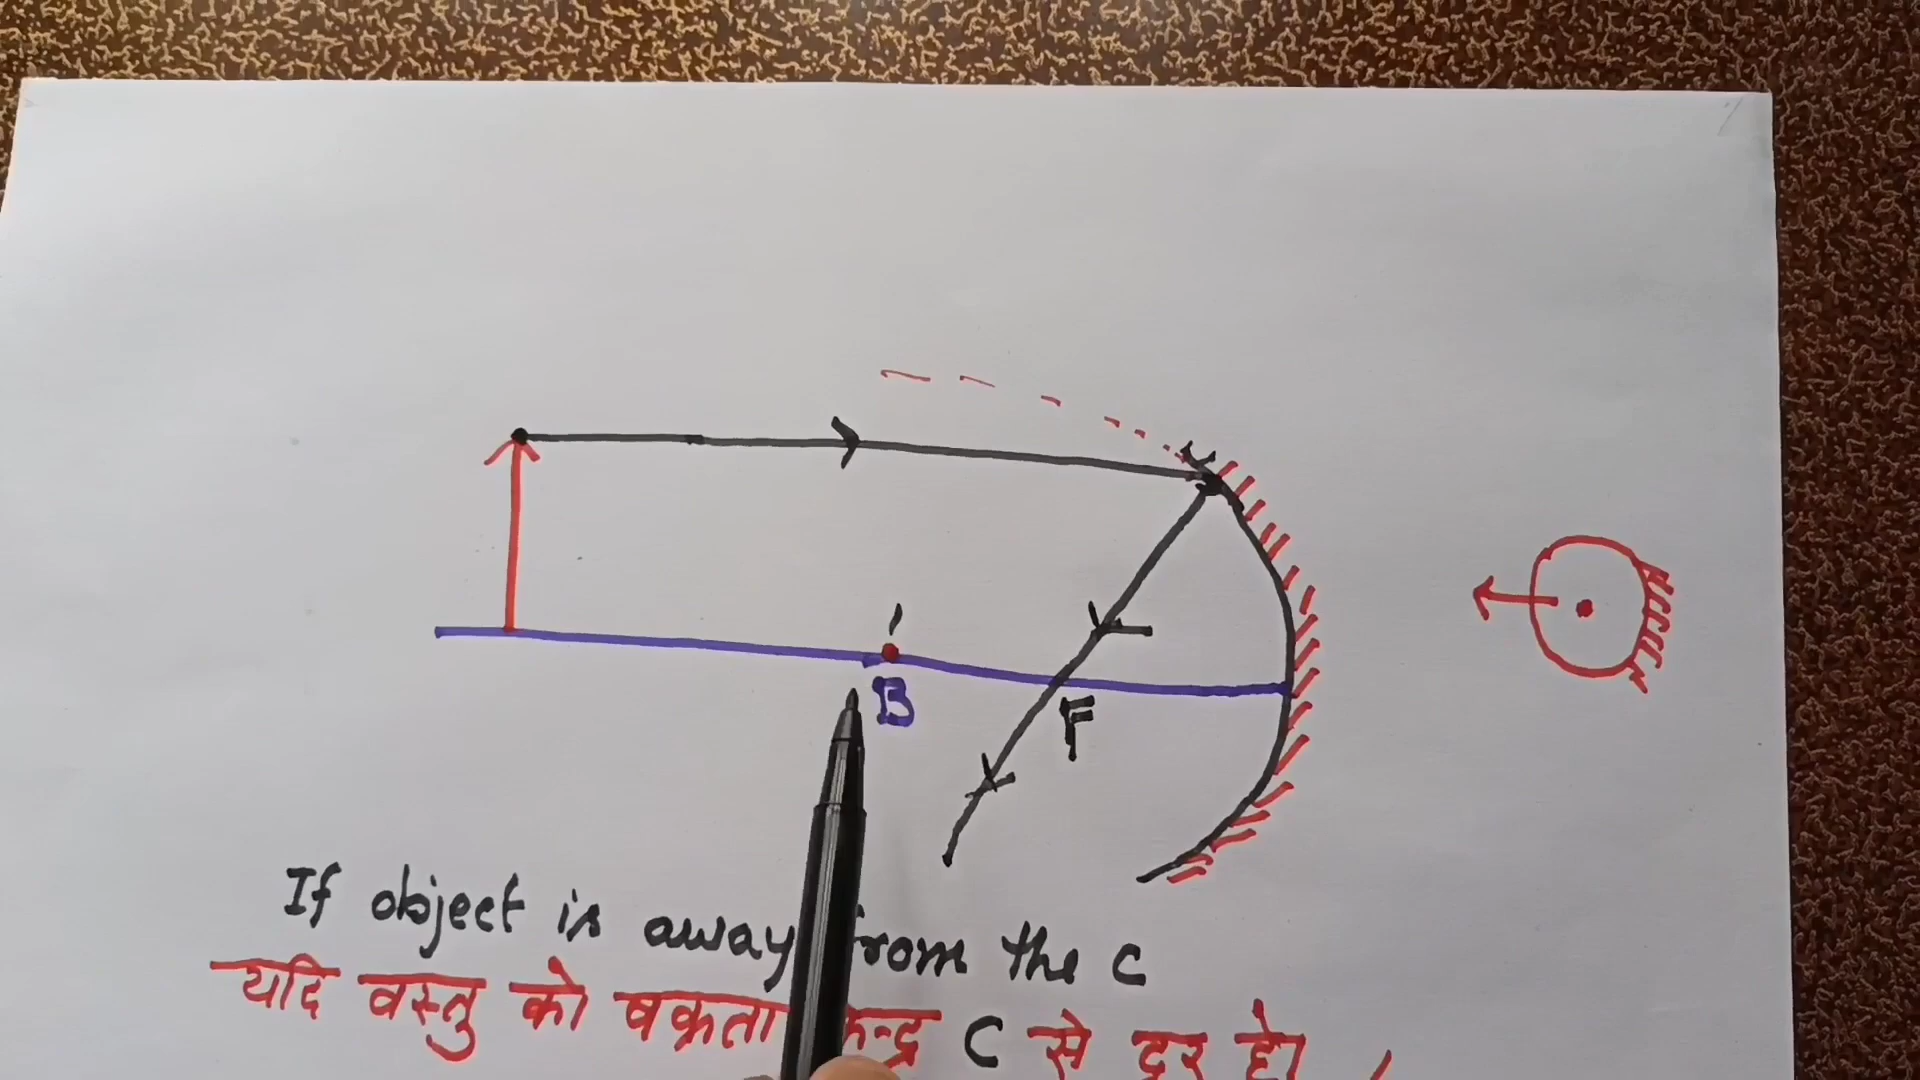 B
F
If object is away from the C
यदि वस्तु को वक्रता केन्द्र C से दूर हो।